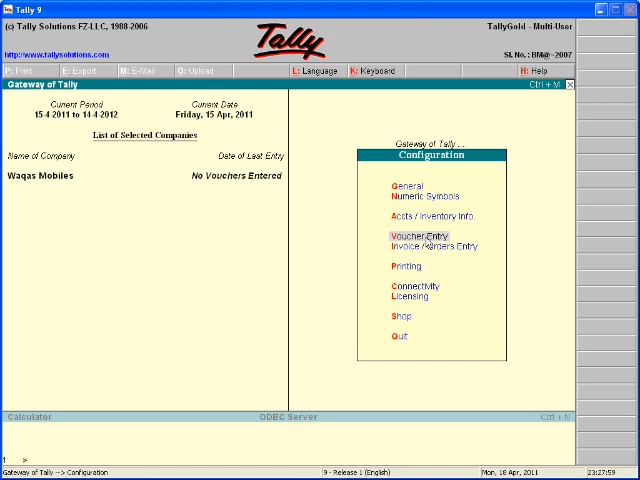 Tally 9
(c) Tally Solutions FZ-LLC, 1988-2006
TallyGold - Multi-User
Tally
http://www.tallysolutions.com
SL No. : BM@~2007
P: Print E: Export M: E-Mail O: Upload L: Language K: Keyboard H: Help
Gateway of Tally Ctrl + M
Current Period Current Date
15-4-2011 to 14-4-2012 Friday, 15 Apr, 2011
List of Selected Companies
Name of Company Date of Last Entry
Waqas Mobiles No Vouchers Entered
Gateway of Tally ....
Configuration
General
Numeric Symbols
Accts / Inventory Info.
Voucher Entry
Invoice / Orders Entry
Printing
Connectivity
Licensing
Shop
Quit
Calculator ODBC Server Ctrl + N
1 >
Gateway of Tally --> Configuration 9 - Release 1 (English) Mon, 18 Apr, 2011 23:27:59